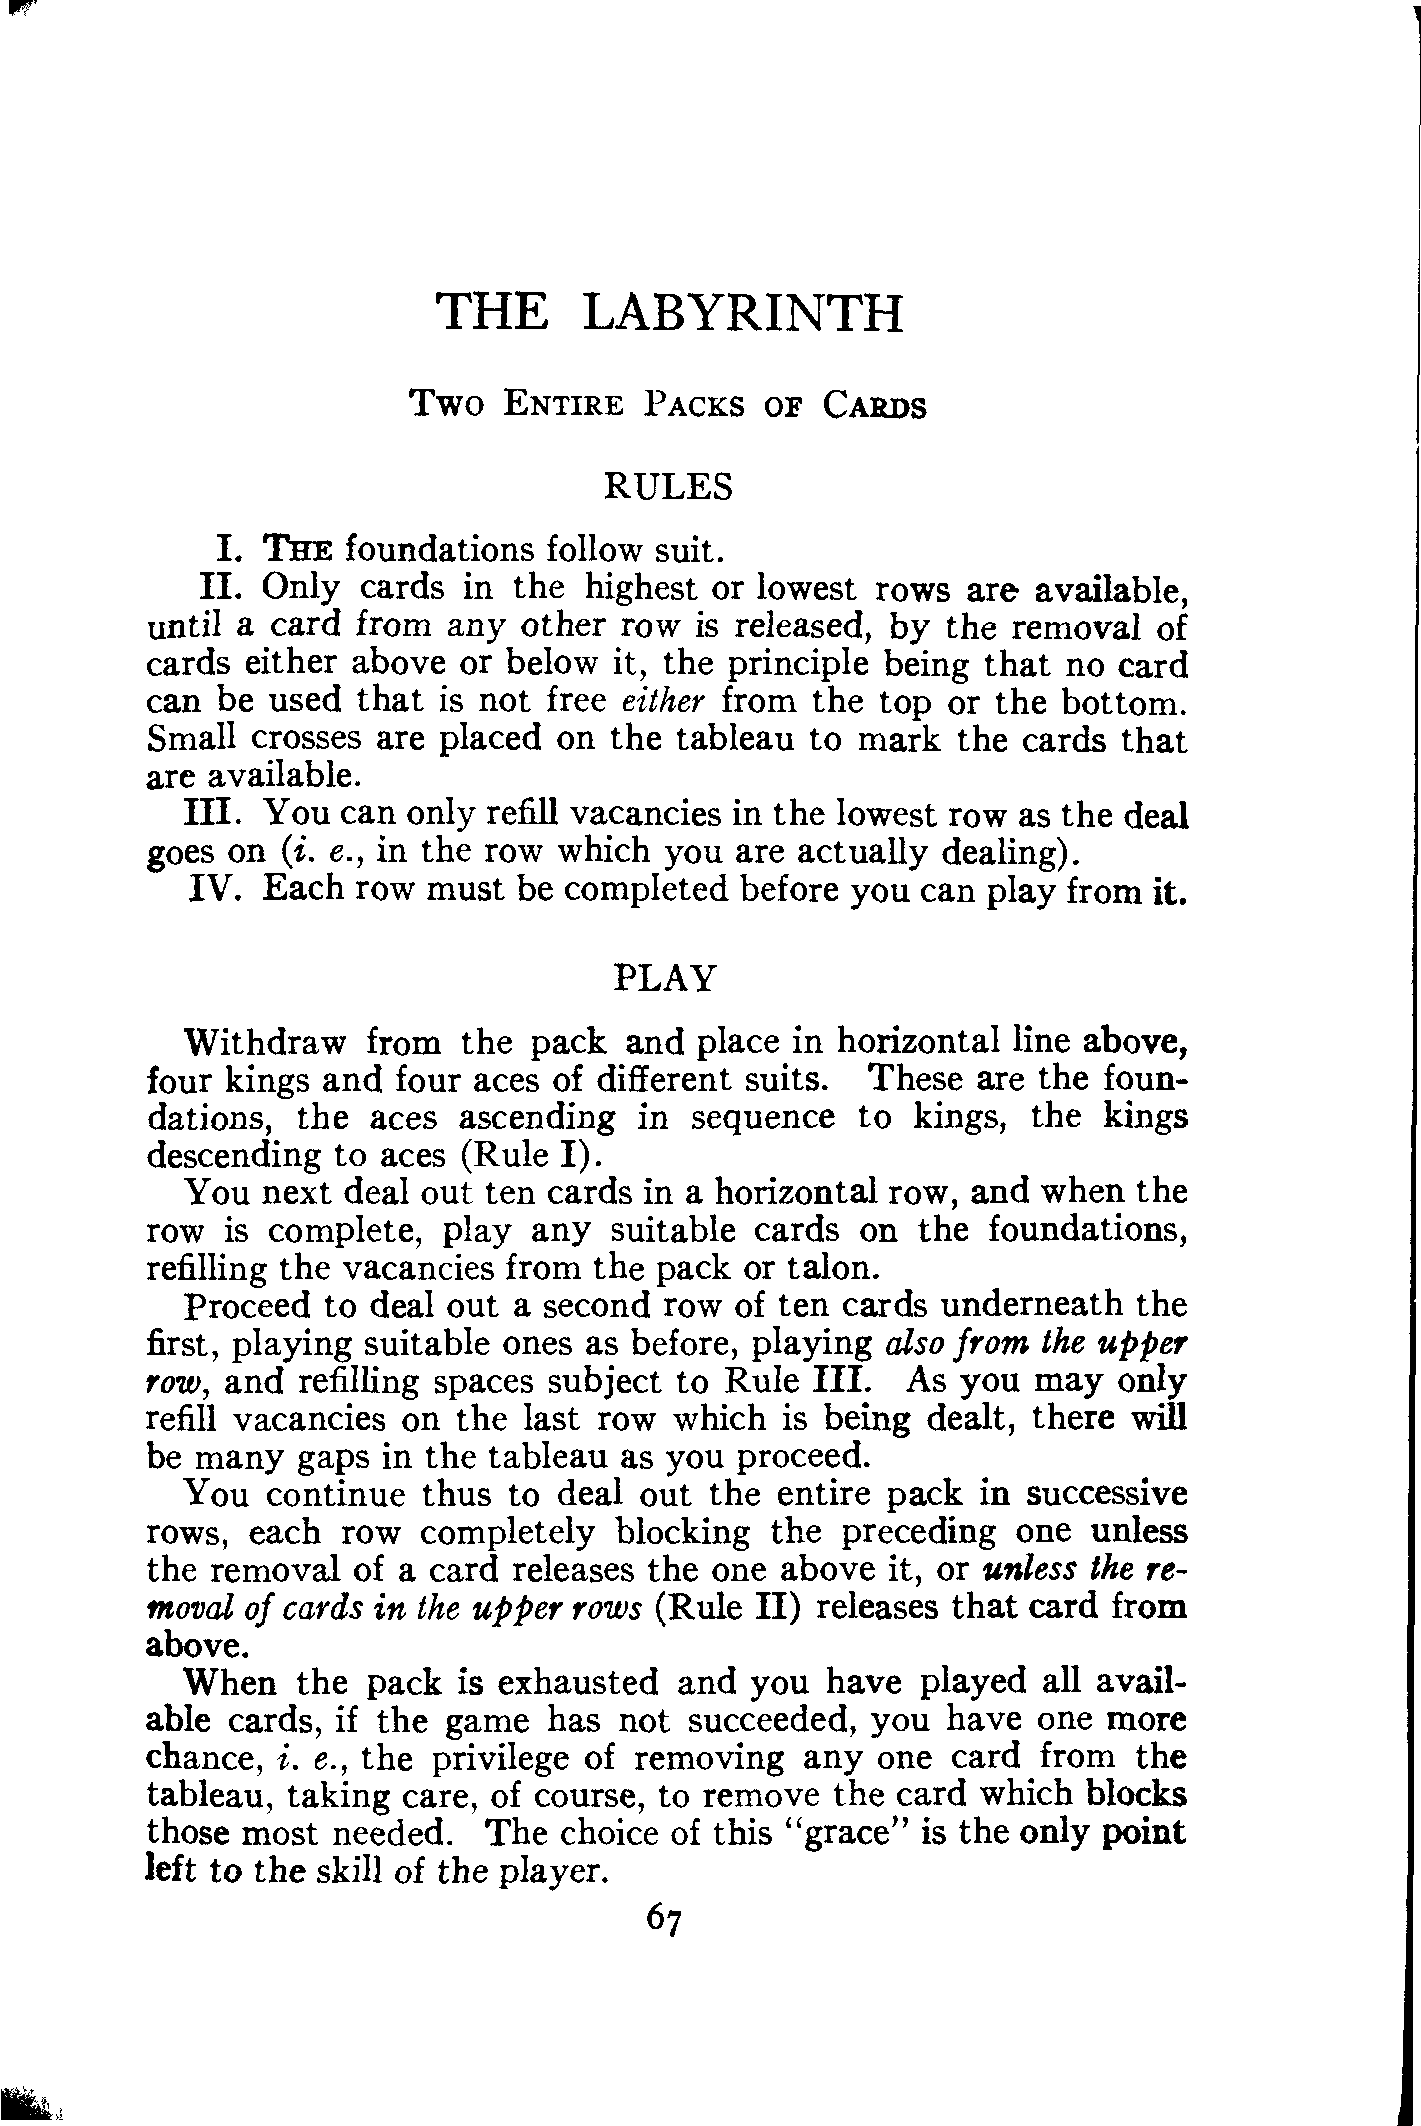 THE LABYRINTH
Two Entire Packs of Cards
RULES
I. The foundations follow suit.
II. Only cards in the highest or lowest rows are available,
until a card from any other row is released, by the removal of
cards either above or below it, the principle being that no card
can be used that is not free either from the top or the bottom.
Small crosses are placed on the tableau to mark the cards that
are available.
III. You can only refill vacancies in the lowest row as the deal
goes on (i. e., in the row which you are actually dealing).
IV. Each row must be completed before you can play from it.
PLAY
Withdraw from the pack and place in horizontal line above,
four kings and four aces of different suits. These are the foun-
dations, the aces ascending in sequence to kings, the kings
descending to aces (Rule I).
You next deal out ten cards in a horizontal row, and when the
row is complete, play any suitable cards on the foundations,
refilling the vacancies from the pack or talon.
Proceed to deal out a second row of ten cards underneath the
first, playing suitable ones as before, playing also from the upper
row, and refilling spaces subject to Rule III. As you may only
refill vacancies on the last row which is being dealt, there will
be many gaps in the tableau as you proceed.
You continue thus to deal out the entire pack in successive
rows, each row completely blocking the preceding one unless
the removal of a card releases the one above it, or unless the re-
moval of cards in the upper rows (Rule II) releases that card from
above.
When the pack is exhausted and you have played all avail-
able cards, if the game has not succeeded, you have one more
chance, i. e., the privilege of removing any one card from the
tableau, taking care, of course, to remove the card which blocks
those most needed. The choice of this "grace" is the only point
left to the skill of the player.
67